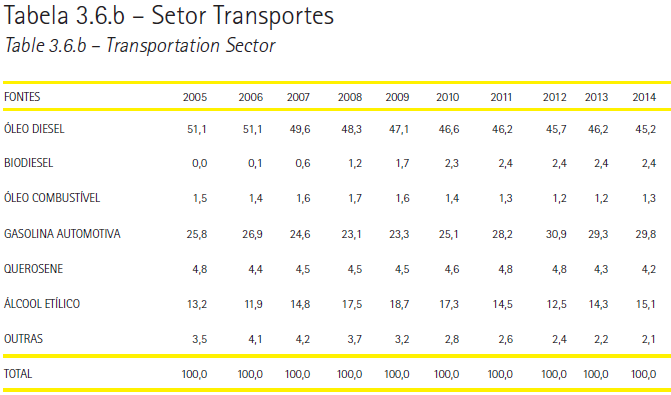 Tabela 3.6.b – Setor Transportes
Table 3.6.b – Transportation Sector
FONTES 2005 2006 2007 2008 2009 2010 2011 2012 2013 2014
ÓLEO DIESEL 51,1 51,1 49,6 48,3 47,1 46,6 46,2 45,7 46,2 45,2
BIODIESEL 0,0 0,1 0,6 1,2 1,7 2,3 2,4 2,4 2,4 2,4
ÓLEO COMBUSTÍVEL 1,5 1,4 1,6 1,7 1,6 1,4 1,3 1,2 1,2 1,3
GASOLINA AUTOMOTIVA 25,8 26,9 24,6 23,1 23,3 25,1 28,2 30,9 29,3 29,8
QUEROSENE 4,8 4,4 4,5 4,5 4,5 4,6 4,8 4,8 4,3 4,2
ÁLCOOL ETÍLICO 13,2 11,9 14,8 17,5 18,7 17,3 14,5 12,5 14,3 15,1
OUTRAS 3,5 4,1 4,2 3,7 3,2 2,8 2,6 2,4 2,2 2,1
TOTAL 100,0 100,0 100,0 100,0 100,0 100,0 100,0 100,0 100,0 100,0